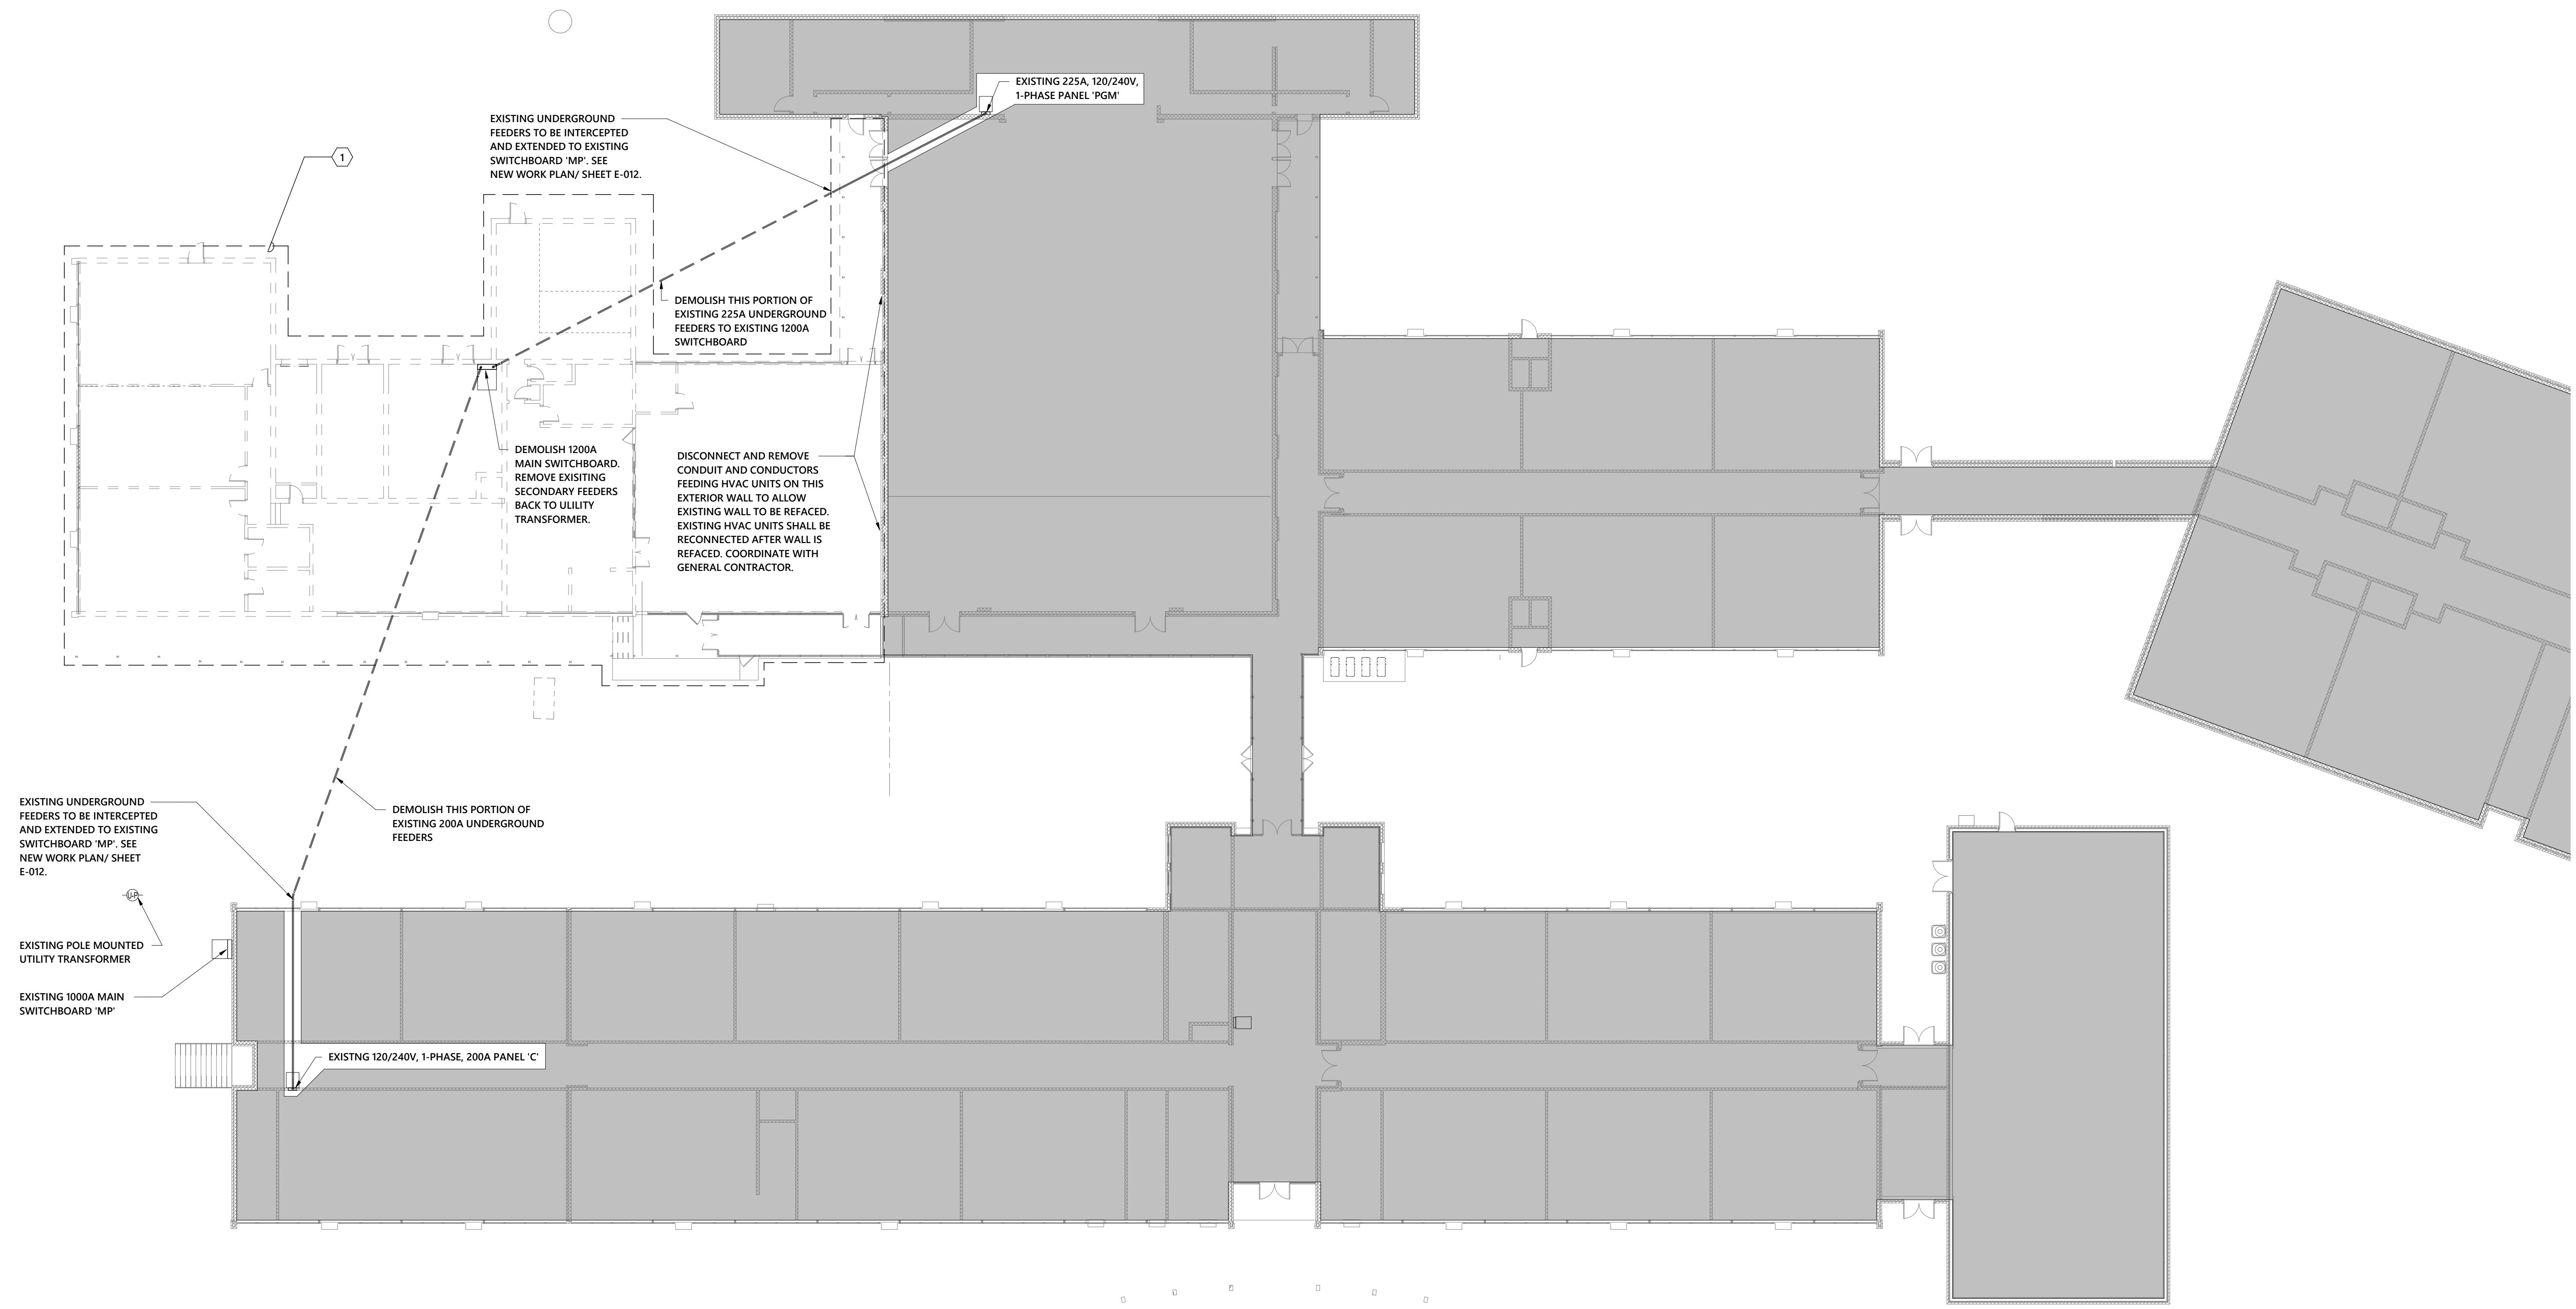 EXISTING 225A, 120/240V,
1-PHASE PANEL 'PGM'
EXISTING UNDERGROUND
FEEDERS TO BE INTERCEPTED
AND EXTENDED TO EXISTING
SWITCHBOARD 'MP'. SEE
NEW WORK PLAN/ SHEET E-012.
1
DEMOLISH THIS PORTION OF
EXISTING 225A UNDERGROUND
FEEDERS TO EXISTING 1200A
SWITCHBOARD
DEMOLISH 1200A
MAIN SWITCHBOARD.
REMOVE EXISITING
SECONDARY FEEDERS
BACK TO ULILITY
TRANSFORMER.
DISCONNECT AND REMOVE
CONDUIT AND CONDUCTORS
FEEDING HVAC UNITS ON THIS
EXTERIOR WALL TO ALLOW
EXISTING WALL TO BE REFACED.
EXISTING HVAC UNITS SHALL BE
RECONNECTED AFTER WALL IS
REFACED. COORDINATE WITH
GENERAL CONTRACTOR.
EXISTING UNDERGROUND
FEEDERS TO BE INTERCEPTED
AND EXTENDED TO EXISTING
SWITCHBOARD 'MP'. SEE
NEW WORK PLAN/ SHEET
E-012.
DEMOLISH THIS PORTION OF
EXISTING 200A UNDERGROUND
FEEDERS
EXISTING POLE MOUNTED
UTILITY TRANSFORMER
EXISTING 1000A MAIN
SWITCHBOARD 'MP'
EXISTNG 120/240V, 1-PHASE, 200A PANEL 'C'